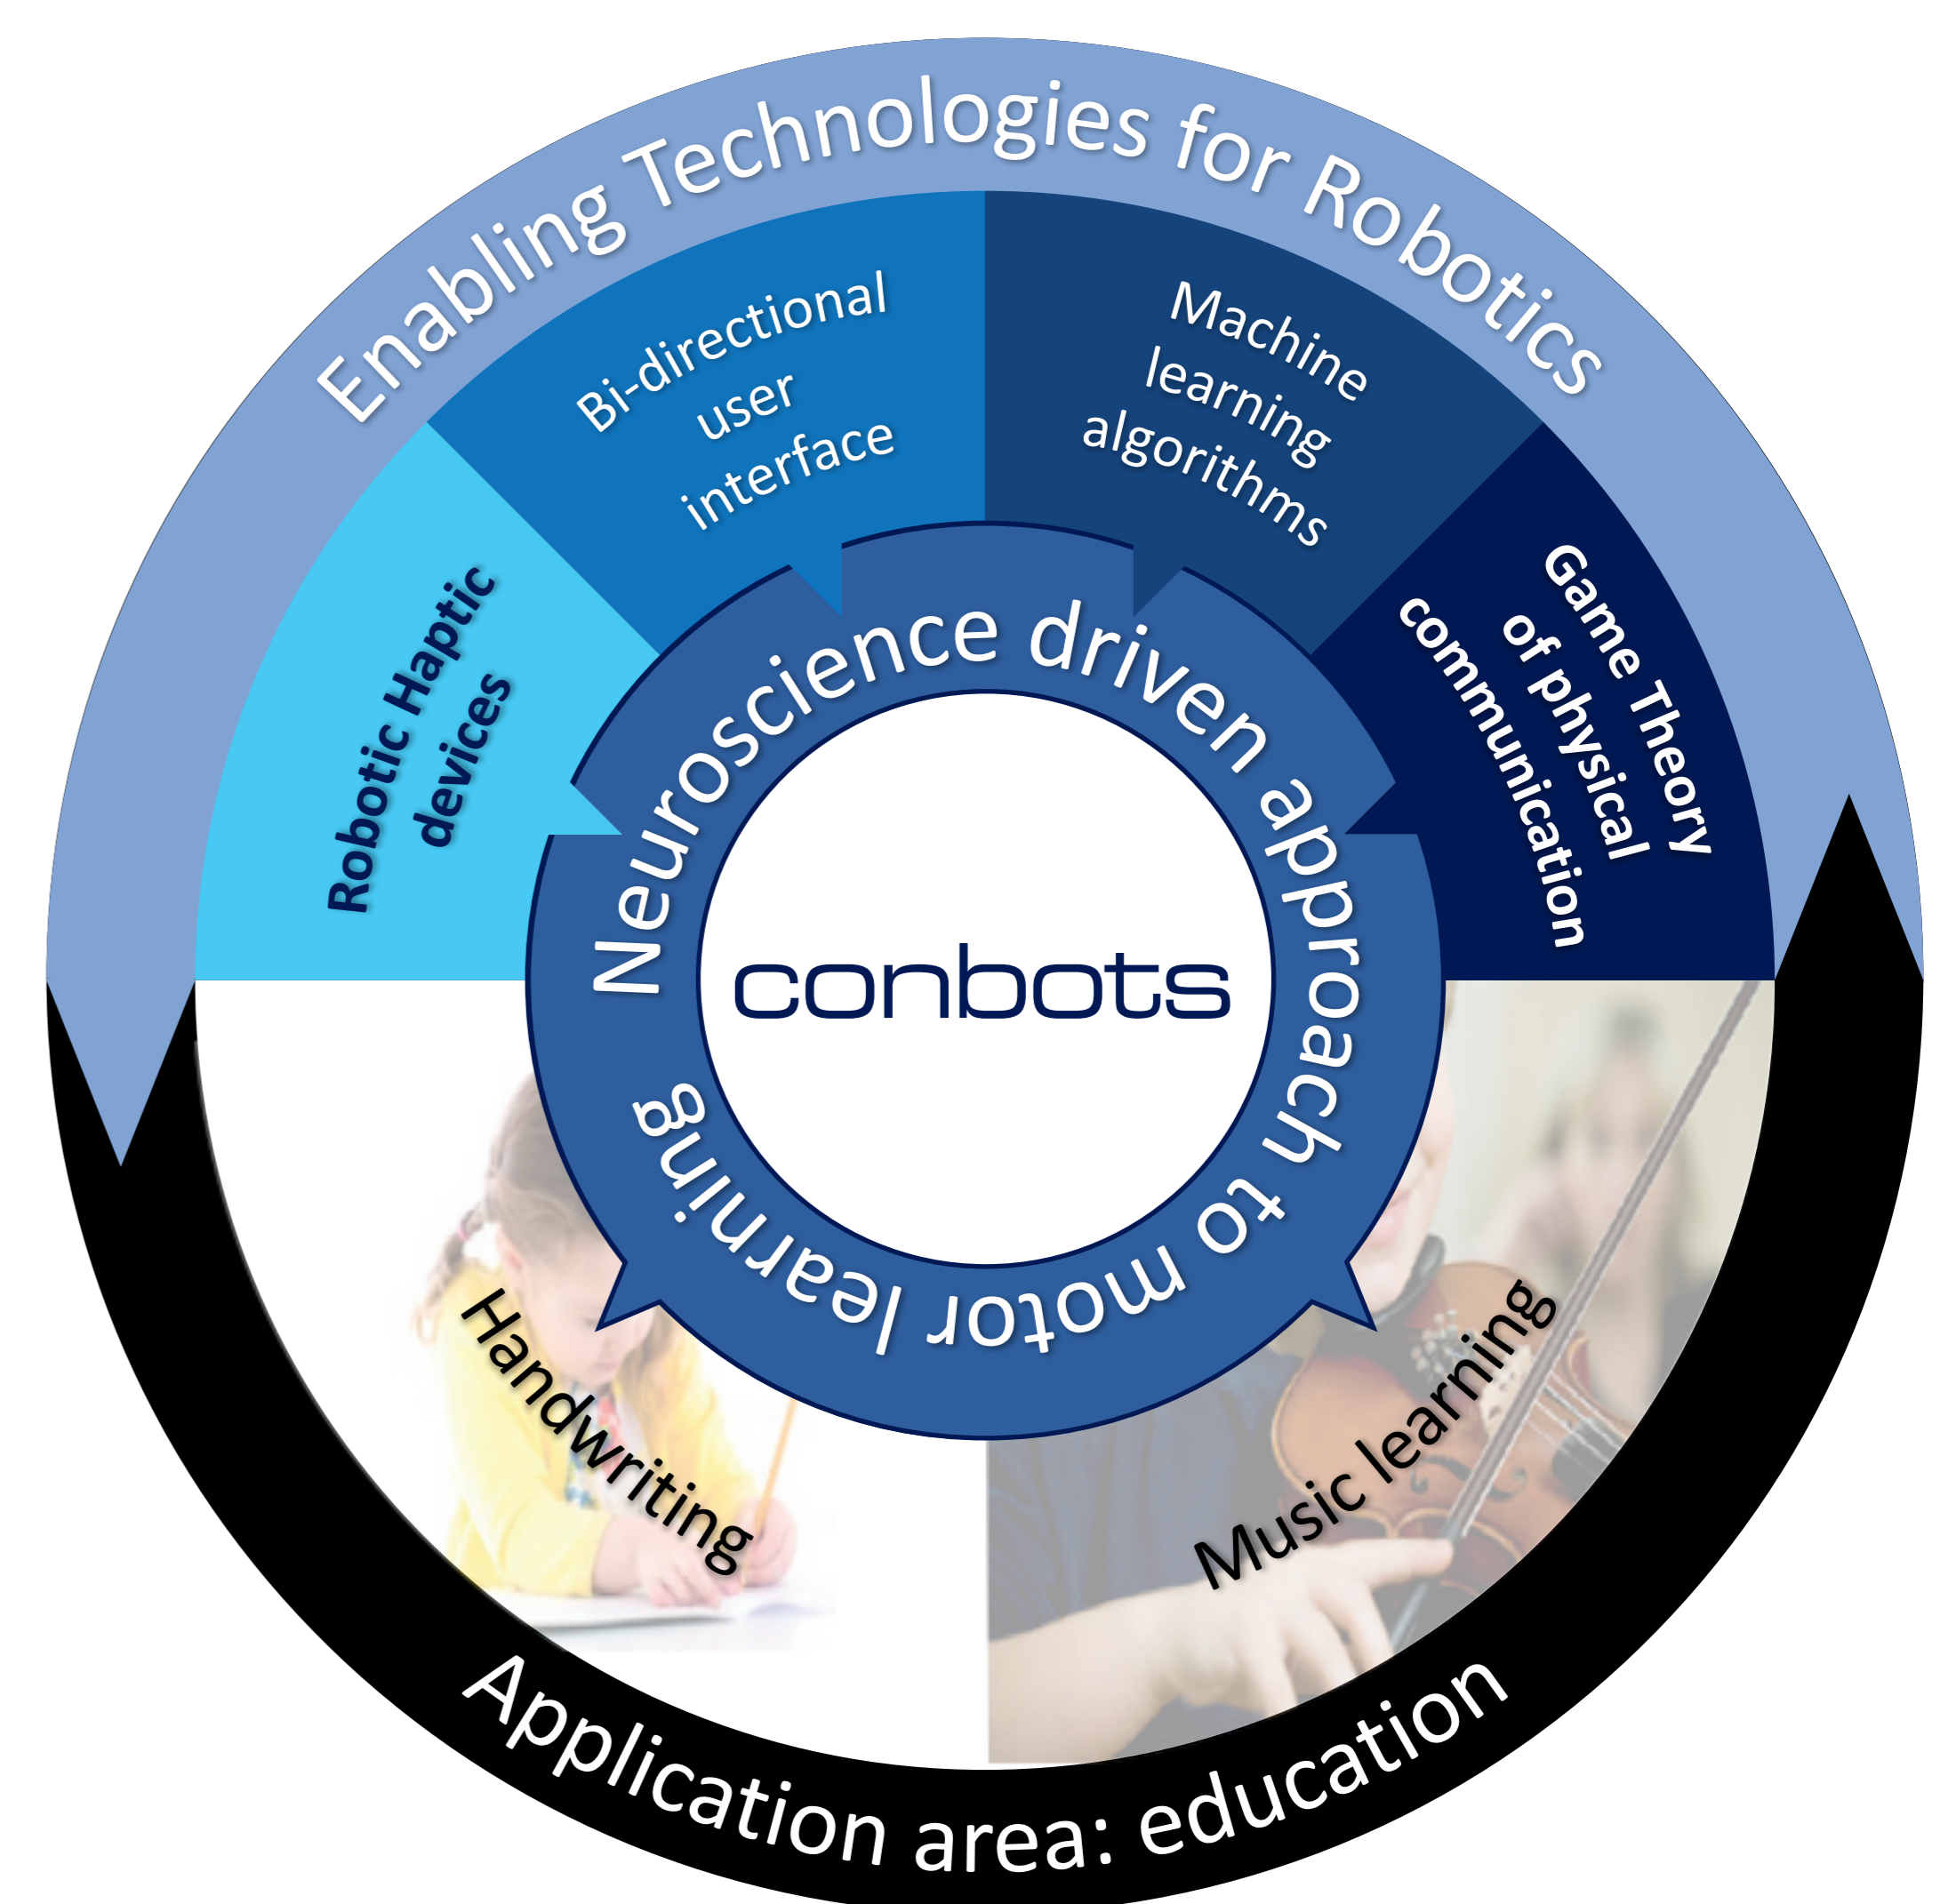 Enabling Technologies for Robotics
Robotic Haptic
devices
Bi-directional
user
interface
Machine
learning
algorithms
Game Theory
of physical
communication
Neuroscience driven approach to motor learning
conbots
Handwriting
Music learning
Application area: education